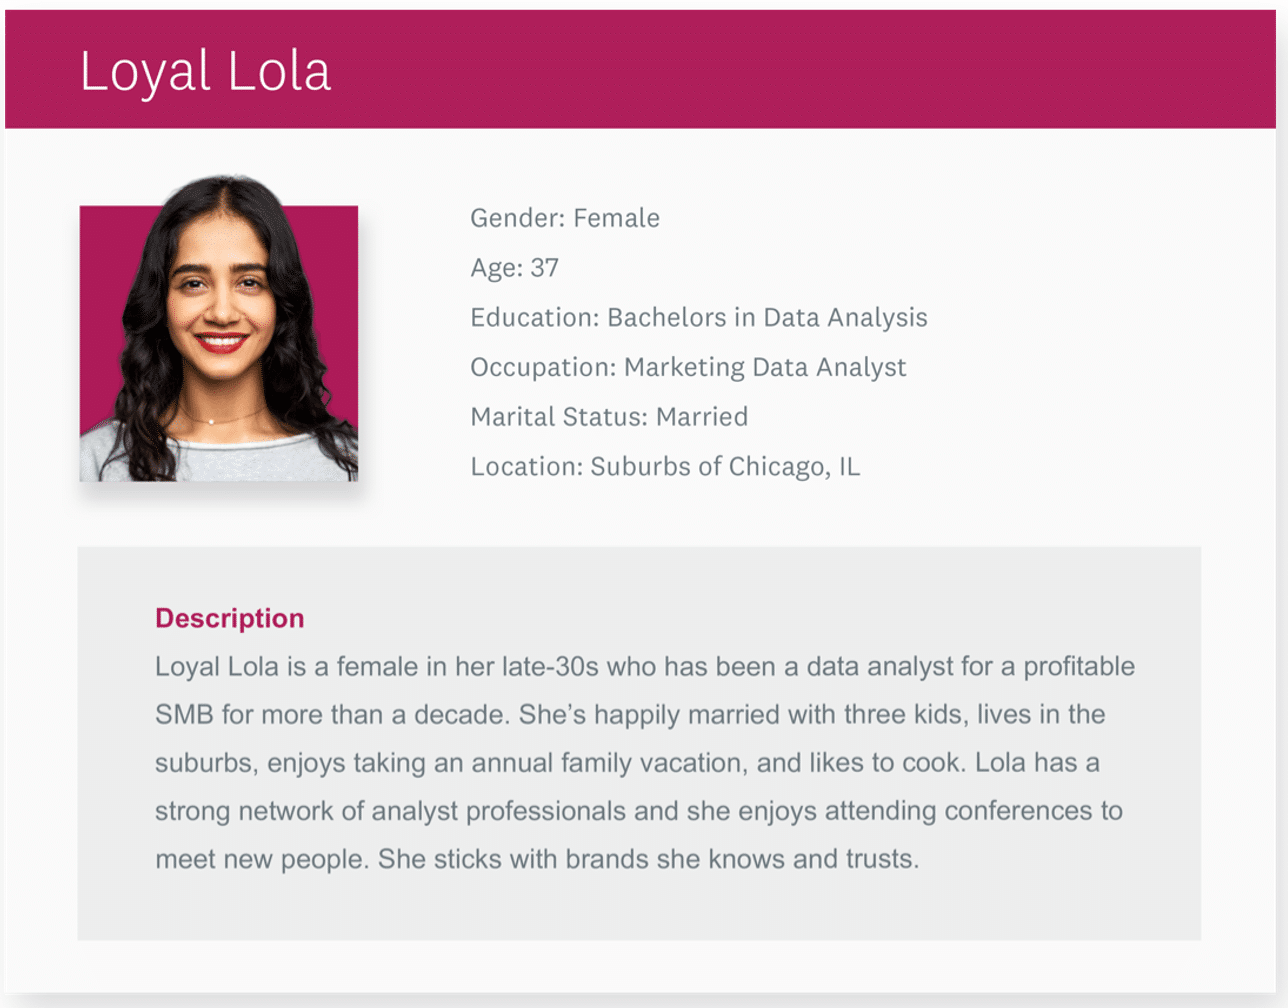 Loyal Lola
Gender: Female
Age: 37
Education: Bachelors in Data Analysis
Occupation: Marketing Data Analyst
Marital Status: Married
Location: Suburbs of Chicago, IL
Description
Loyal Lola is a female in her late-30s who has been a data analyst for a profitable
SMB for more than a decade. She’s happily married with three kids, lives in the
suburbs, enjoys taking an annual family vacation, and likes to cook. Lola has a
strong network of analyst professionals and she enjoys attending conferences to
meet new people. She sticks with brands she knows and trusts.